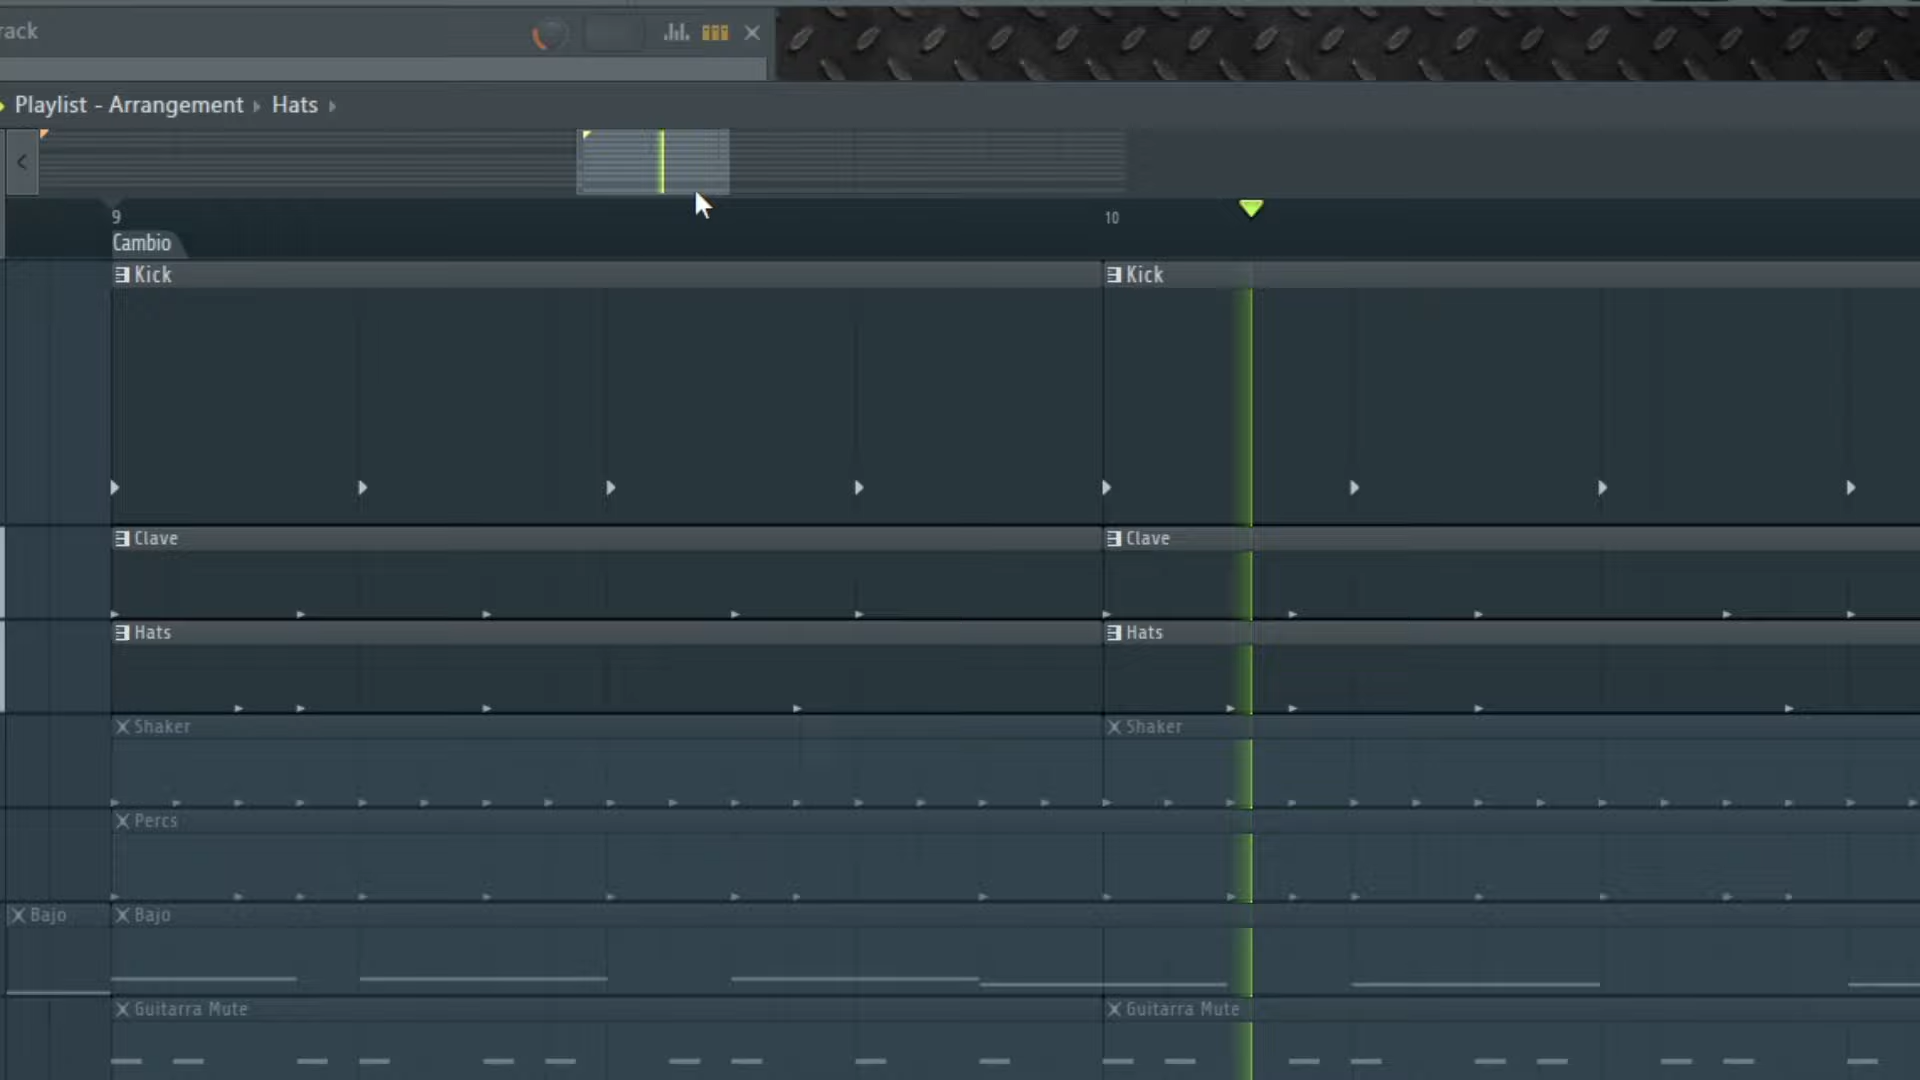 rack
Playlist - Arrangement ▸ Hats ▸
9 10
Cambio
Kick Kick
Clave Clave
Hats Hats
Shaker Shaker
Percs
Bajo Bajo
Guitarra Mute Guitarra Mute